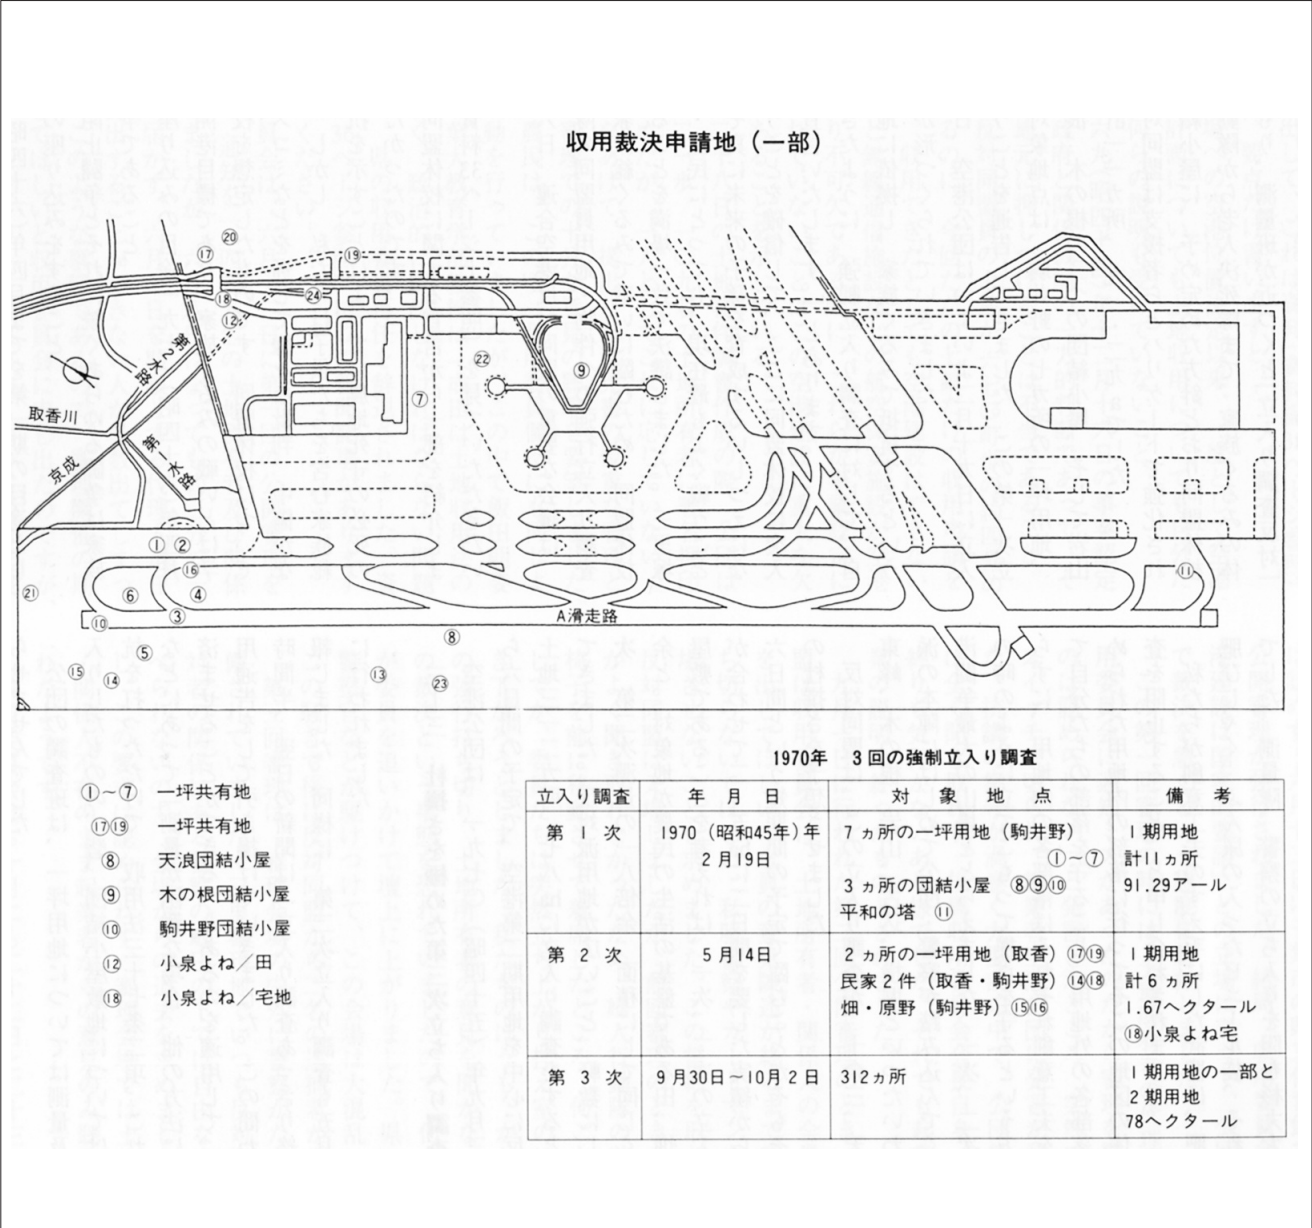 収用裁決申請地（一部）
⑳
⑰
⑲
⑱
㉔
⑫
第2水路
㉒
⑨
⑦
取香川
第1水路
京成
① ②
⑯
⑪
㉑
⑥
④
③
⑩
A滑走路
⑧
⑤
⑮
⑭
⑬
㉓
①～⑦ 一坪共有地
⑰⑲ 一坪共有地
⑧ 天浪団結小屋
⑨ 木の根団結小屋
⑩ 駒井野団結小屋
⑫ 小泉よね／田
⑱ 小泉よね／宅地
1970年 3回の強制立入り調査
立入り調査 年月日 対象地点 備考
第1次 1970（昭和45年）年 7ヵ所の一坪用地（駒井野） 1期用地
2月19日 ①～⑦ 計11ヵ所
3ヵ所の団結小屋 ⑧⑨⑩ 91.29アール
平和の塔 ⑪
第2次 5月14日 2ヵ所の一坪用地（取香）⑰⑲ 1期用地
民家2件（取香・駒井野）⑭⑱ 計6ヵ所
畑・原野（駒井野）⑮⑯ 1.67ヘクタール
⑱小泉よね宅
第3次 9月30日～10月2日 312ヵ所 1期用地の一部と
2期用地
78ヘクタール